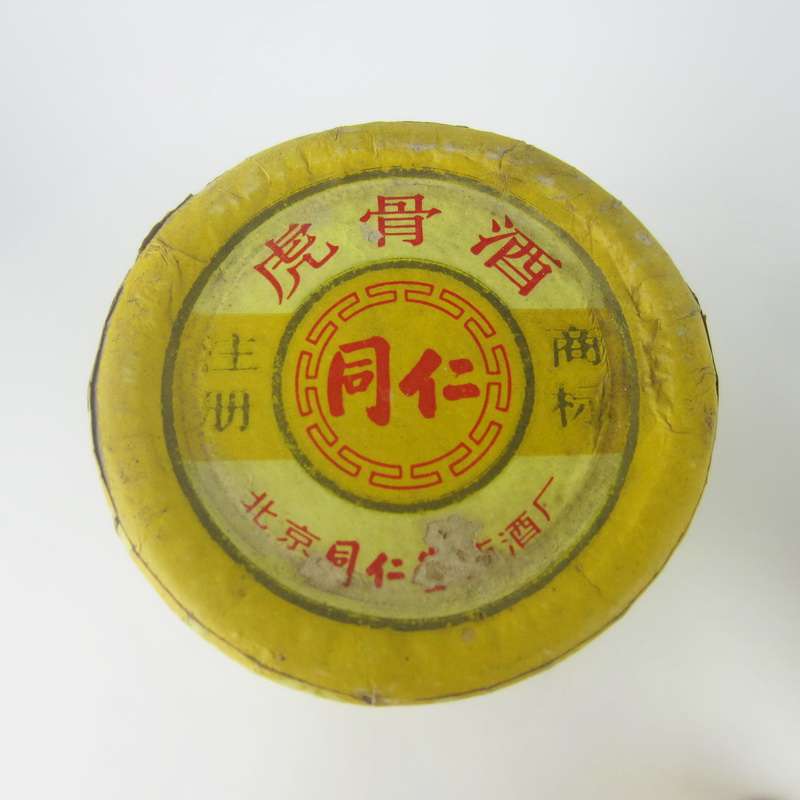 虎骨酒
注册
商标
同仁
北京同仁 酒厂